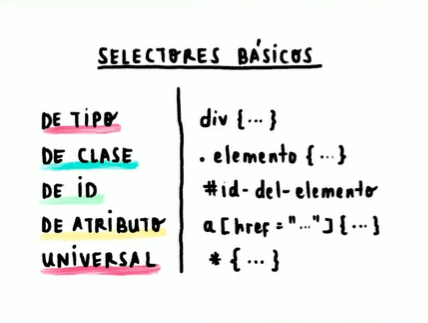 SELECTORES BÁSICOS
DE TIPO div {...}
DE CLASE .elemento {...}
DE ID #id-del-elemento
DE ATRIBUTO a[href="..."]{...}
UNIVERSAL * {...}